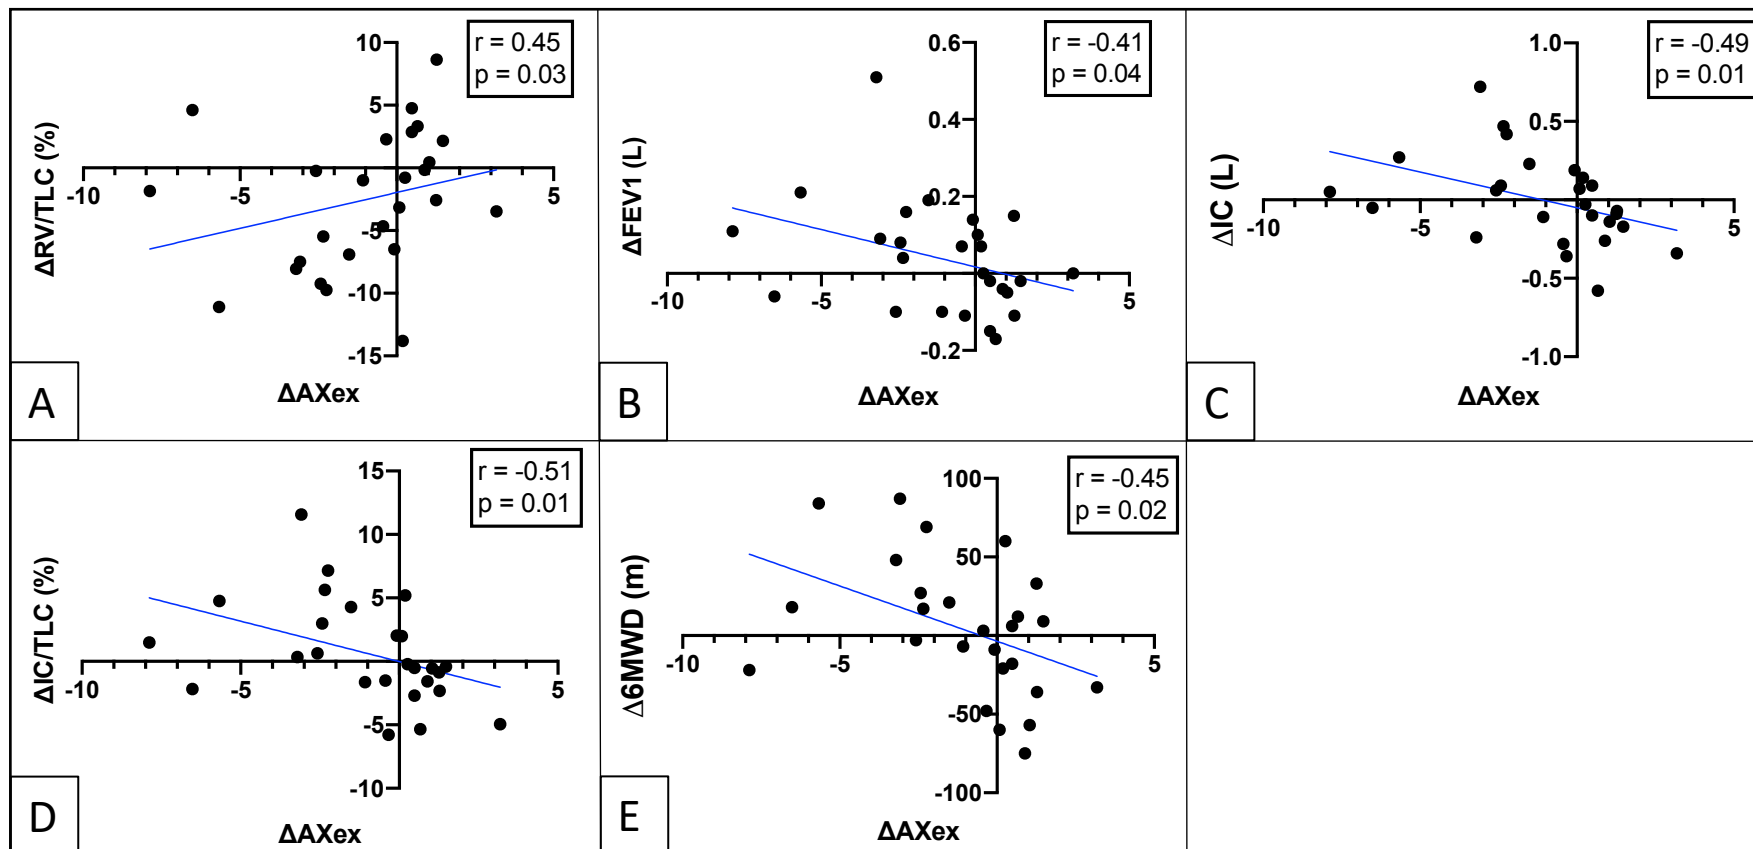 r = 0.45
p = 0.03
10
5
-10
-5
5
-5
-10
-15
ΔRV/TLC (%)
ΔAXex
A
r = -0.41
p = 0.04
0.6
0.4
0.2
-10
-5
5
-0.2
ΔFEV1 (L)
ΔAXex
B
r = -0.49
p = 0.01
1.0
0.5
-10
-5
5
-0.5
-1.0
ΔIC (L)
ΔAXex
C
r = -0.51
p = 0.01
15
10
5
-10
-5
5
-5
-10
ΔIC/TLC (%)
ΔAXex
D
r = -0.45
p = 0.02
100
50
-10
-5
5
-50
-100
Δ6MWD (m)
ΔAXex
E